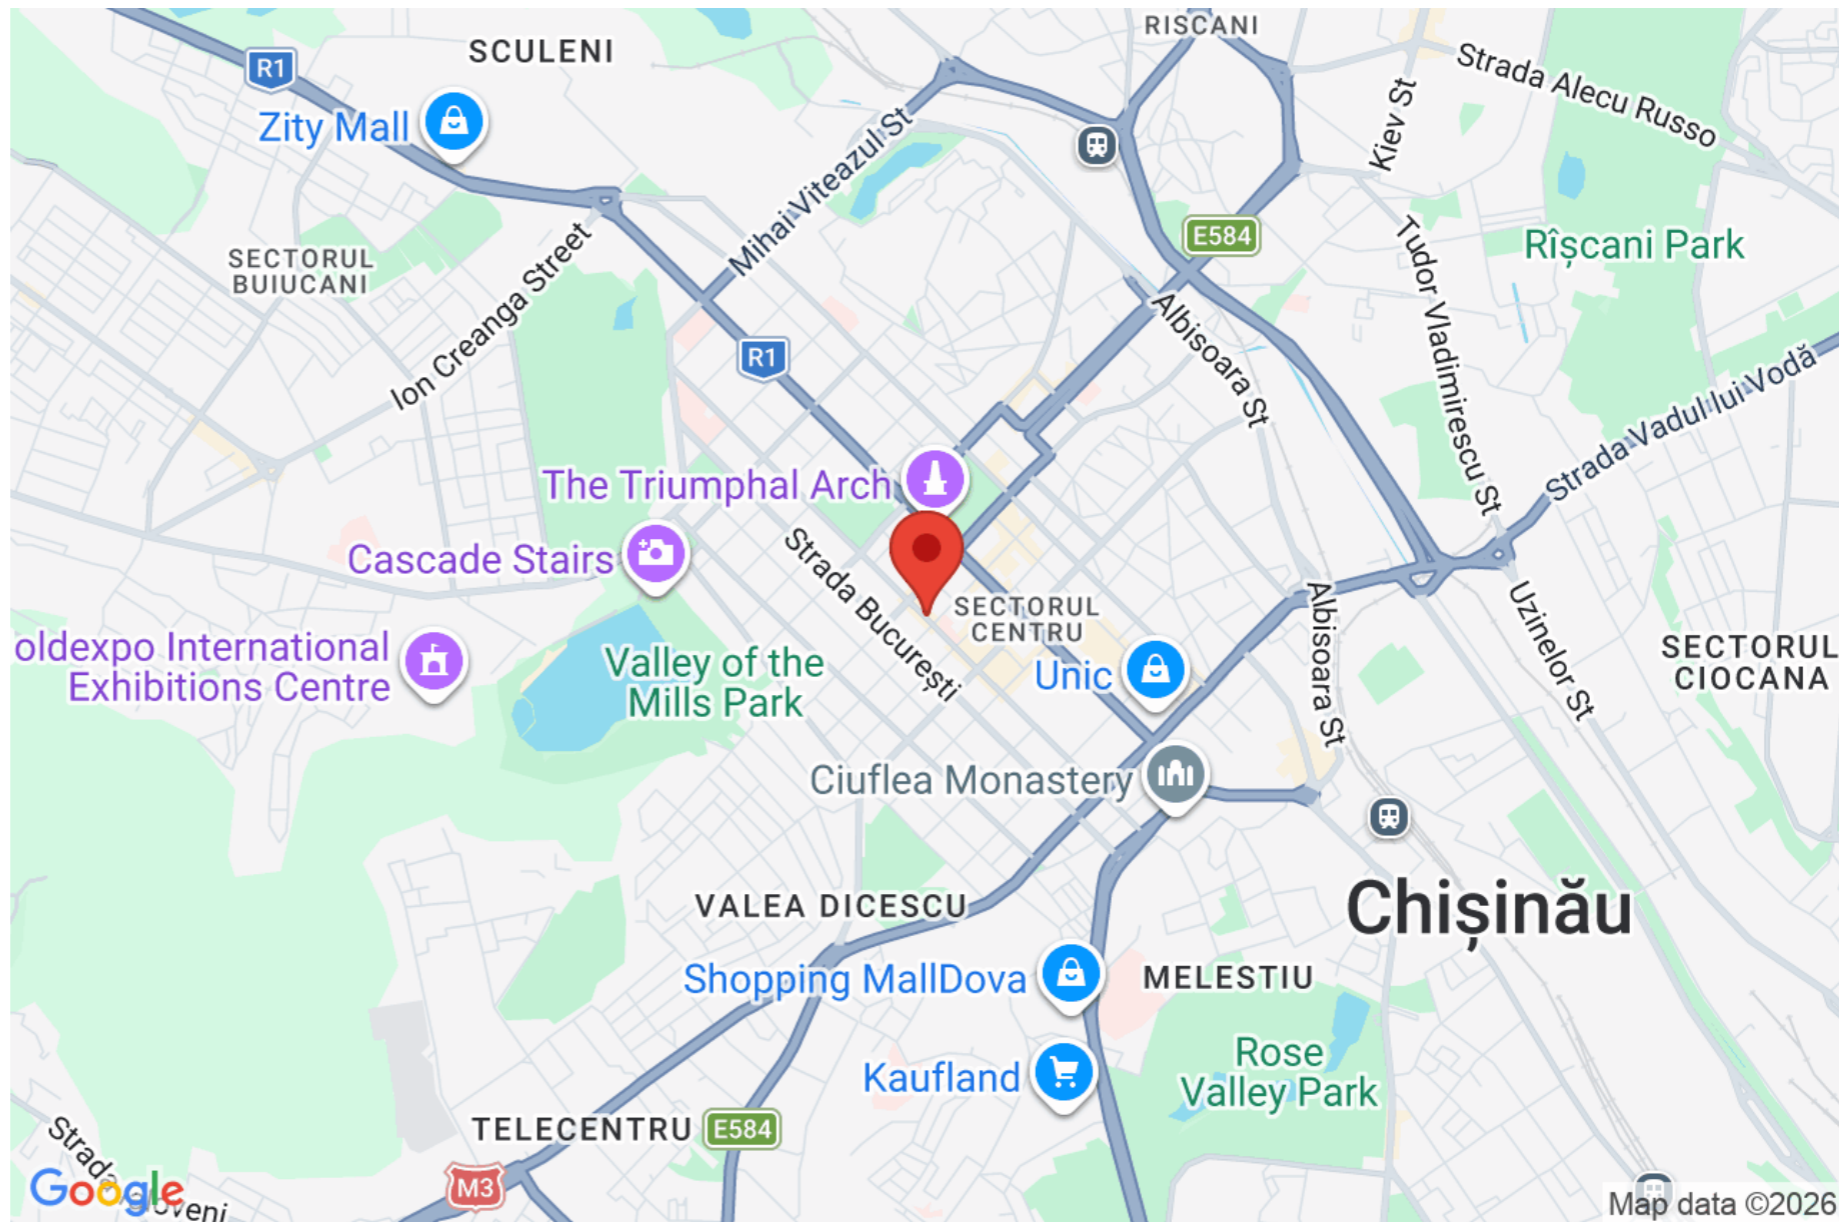 RISCANI
SCULENI
R1
Zity Mall
Strada Alecu Russo
Kiev St
Mihai Viteazul St
E584
Rîșcani Park
SECTORUL
BUIUCANI
Ion Creanga Street
Tudor Vladimirescu St
Albisoara St
R1
Strada Vadul lui Vodă
The Triumphal Arch
Cascade Stairs
Strada București
SECTORUL
CENTRU
Albisoara St
Uzinelor St
oldexpo International
Exhibitions Centre
Valley of the
Mills Park
Unic
SECTORUL
CIOCANA
Ciuflea Monastery
VALEA DICESCU
Chișinău
Shopping MallDova
MELESTIU
Kaufland
Rose
Valley Park
TELECENTRU
E584
M3
Google
Map data ©2026